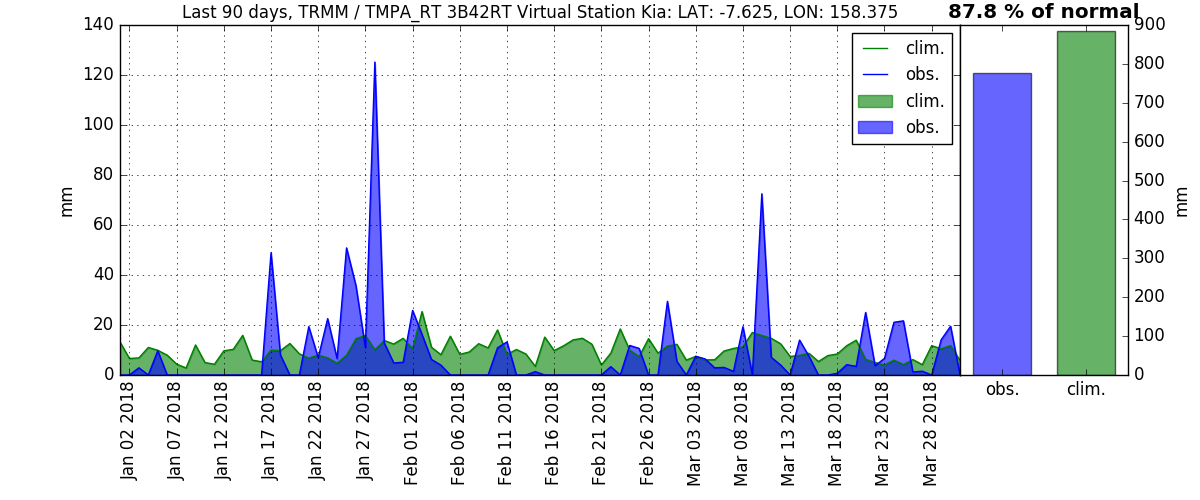 Last 90 days, TRMM / TMPA_RT 3B42RT Virtual Station Kia: LAT: -7.625, LON: 158.375
87.8 % of normal
mm
140
120
100
80
60
40
20
0
clim.
obs.
clim.
obs.
900
800
700
600
500
400
300
200
100
0
mm
Jan 02 2018
Jan 07 2018
Jan 12 2018
Jan 17 2018
Jan 22 2018
Jan 27 2018
Feb 01 2018
Feb 06 2018
Feb 11 2018
Feb 16 2018
Feb 21 2018
Feb 26 2018
Mar 03 2018
Mar 08 2018
Mar 13 2018
Mar 18 2018
Mar 23 2018
Mar 28 2018
obs.
clim.